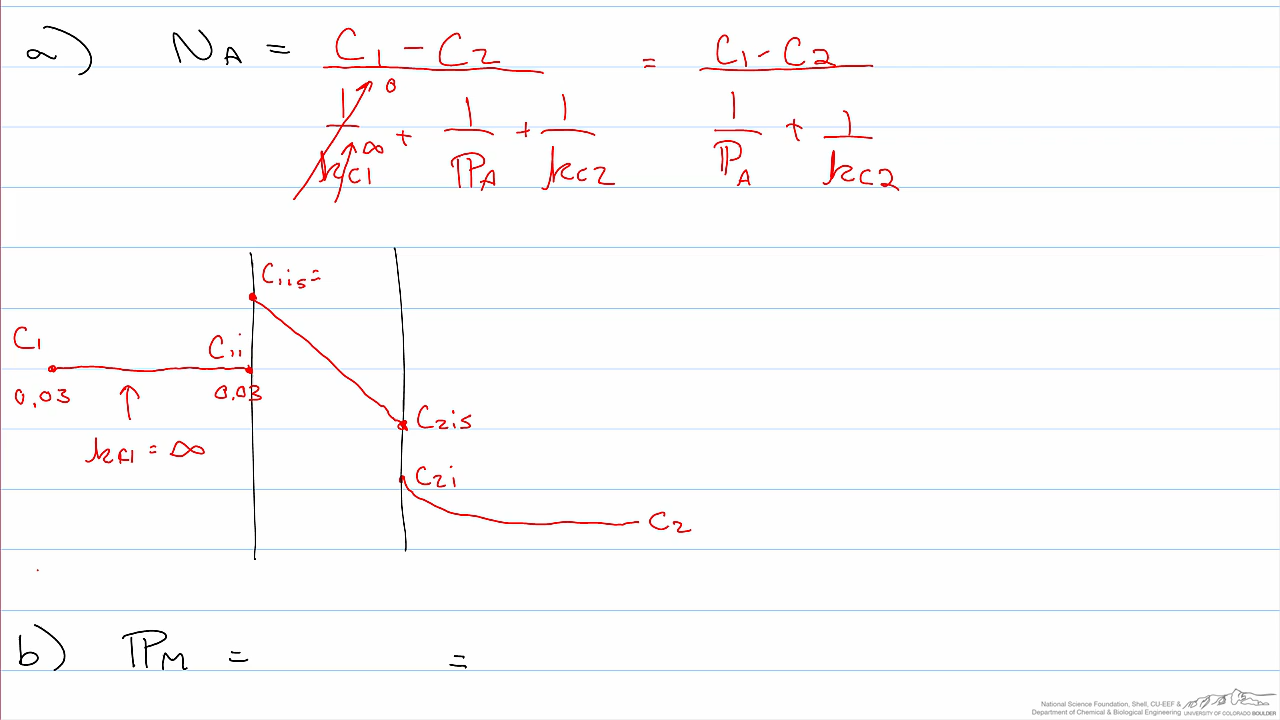 a) N_A = (C_1 - C_2) / (1/k_C1 + 1/ℙ_A + 1/k_C2) = (C_1 - C_2) / (1/ℙ_A + 1/k_C2)
0
∞
C_1is =
C_1
C_1i
0.03
0.03
C_2is
k_C1 = ∞
C_2i
C_2
b) ℙ_M = =
National Science Foundation, Shell, CU-EEF &
Department of Chemical & Biological Engineering
UNIVERSITY OF COLORADO BOULDER